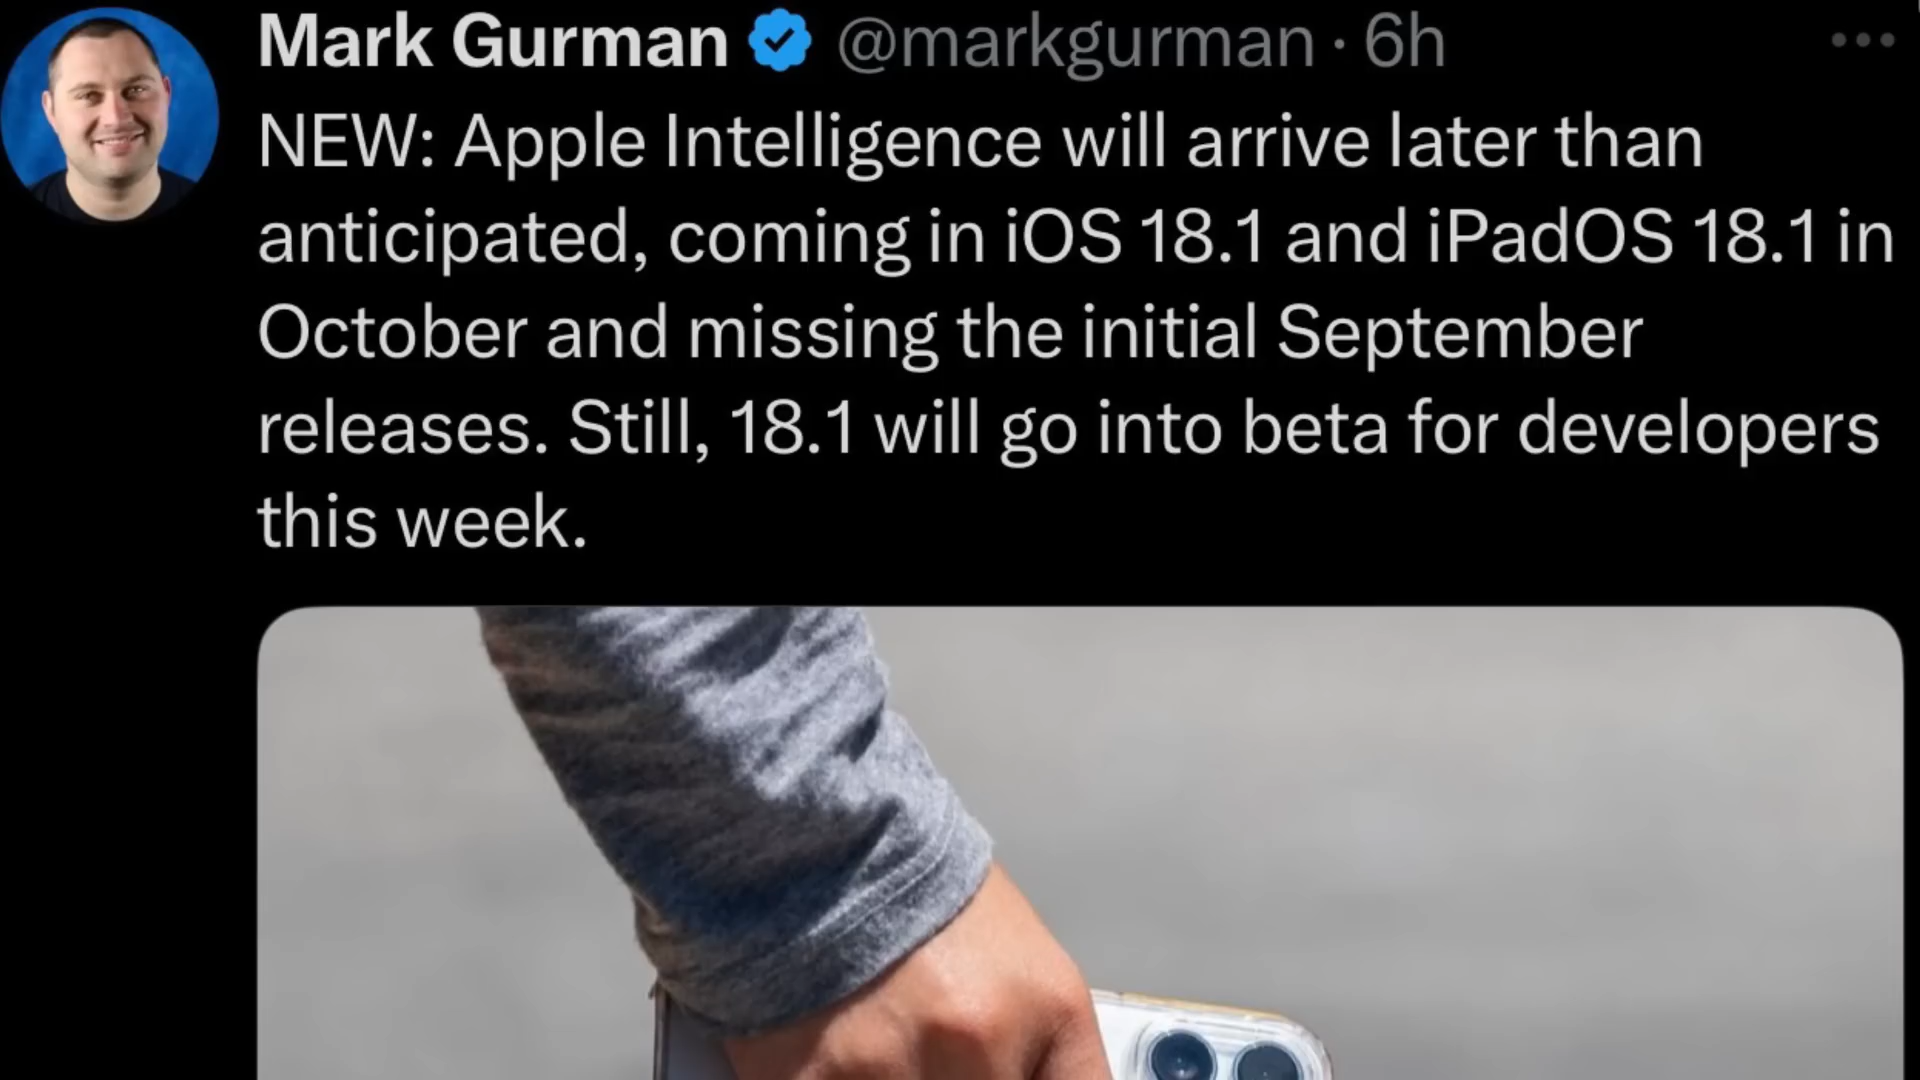 Mark Gurman @markgurman · 6h
NEW: Apple Intelligence will arrive later than
anticipated, coming in iOS 18.1 and iPadOS 18.1 in
October and missing the initial September
releases. Still, 18.1 will go into beta for developers
this week.